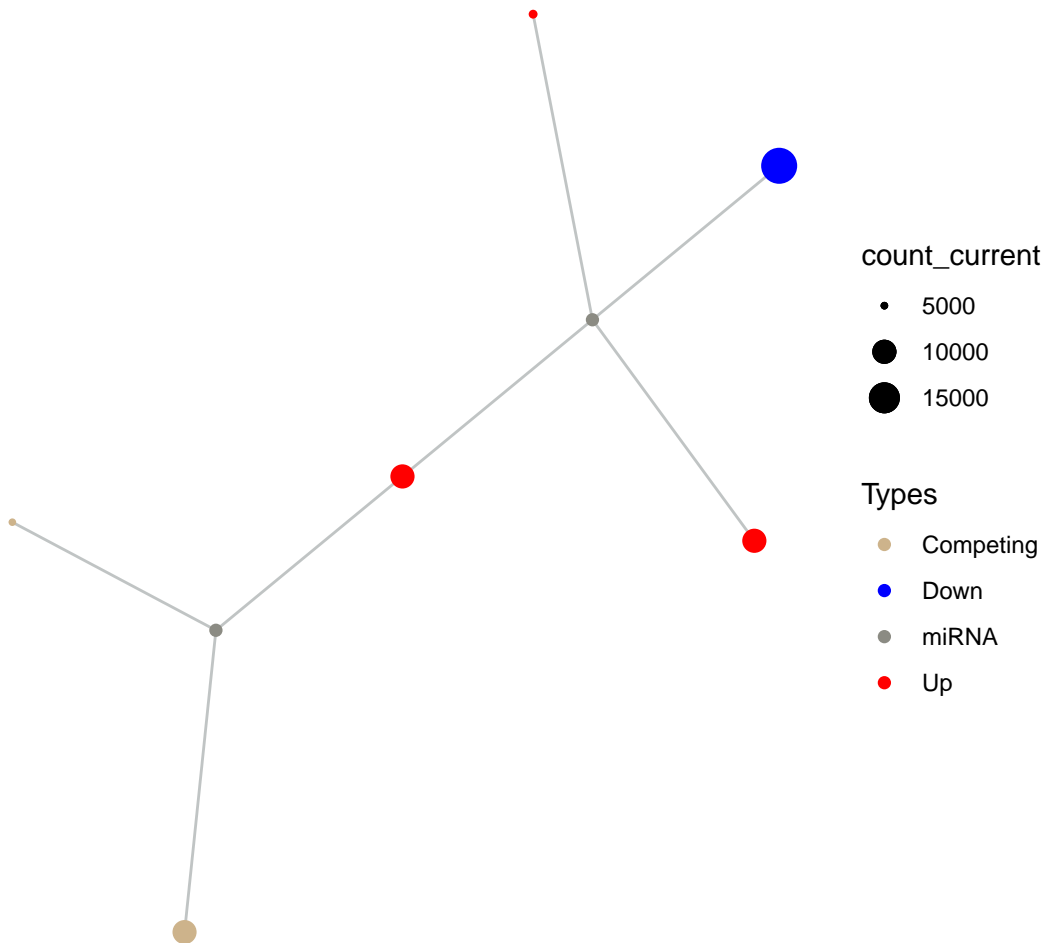 count_current
5000
10000
15000
Types
Competing
Down
miRNA
Up